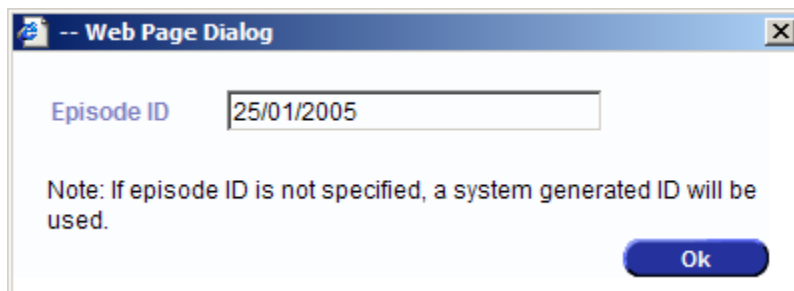 -- Web Page Dialog
Episode ID 25/01/2005
Note: If episode ID is not specified, a system generated ID will be
used.
Ok